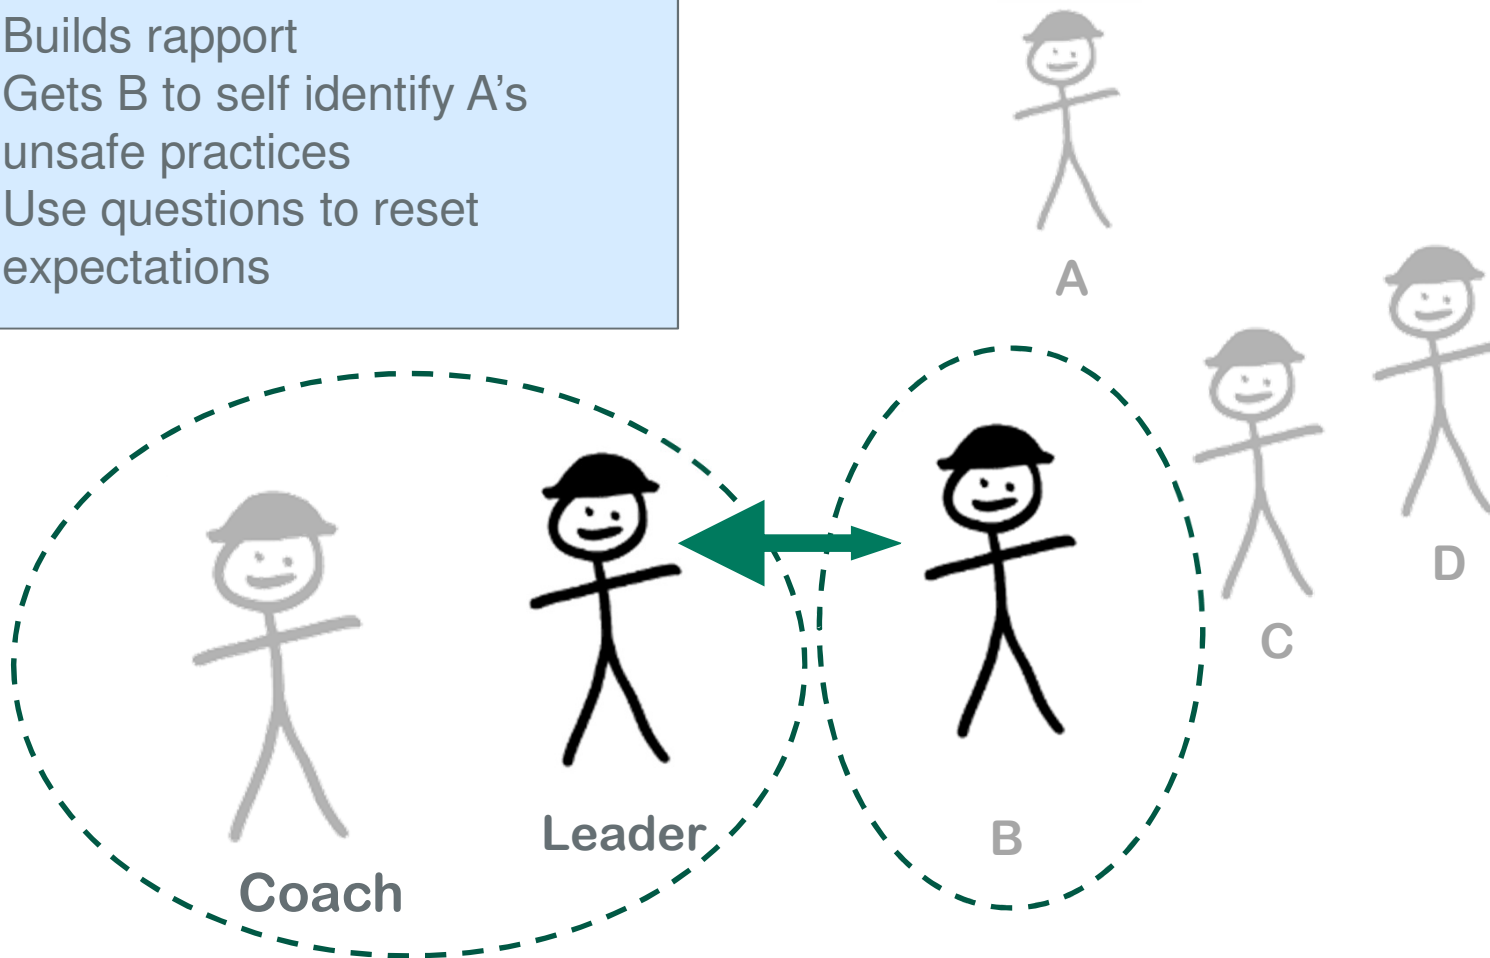 Builds rapport
Gets B to self identify A’s
unsafe practices
Use questions to reset
expectations
A
D
C
Leader
B
Coach